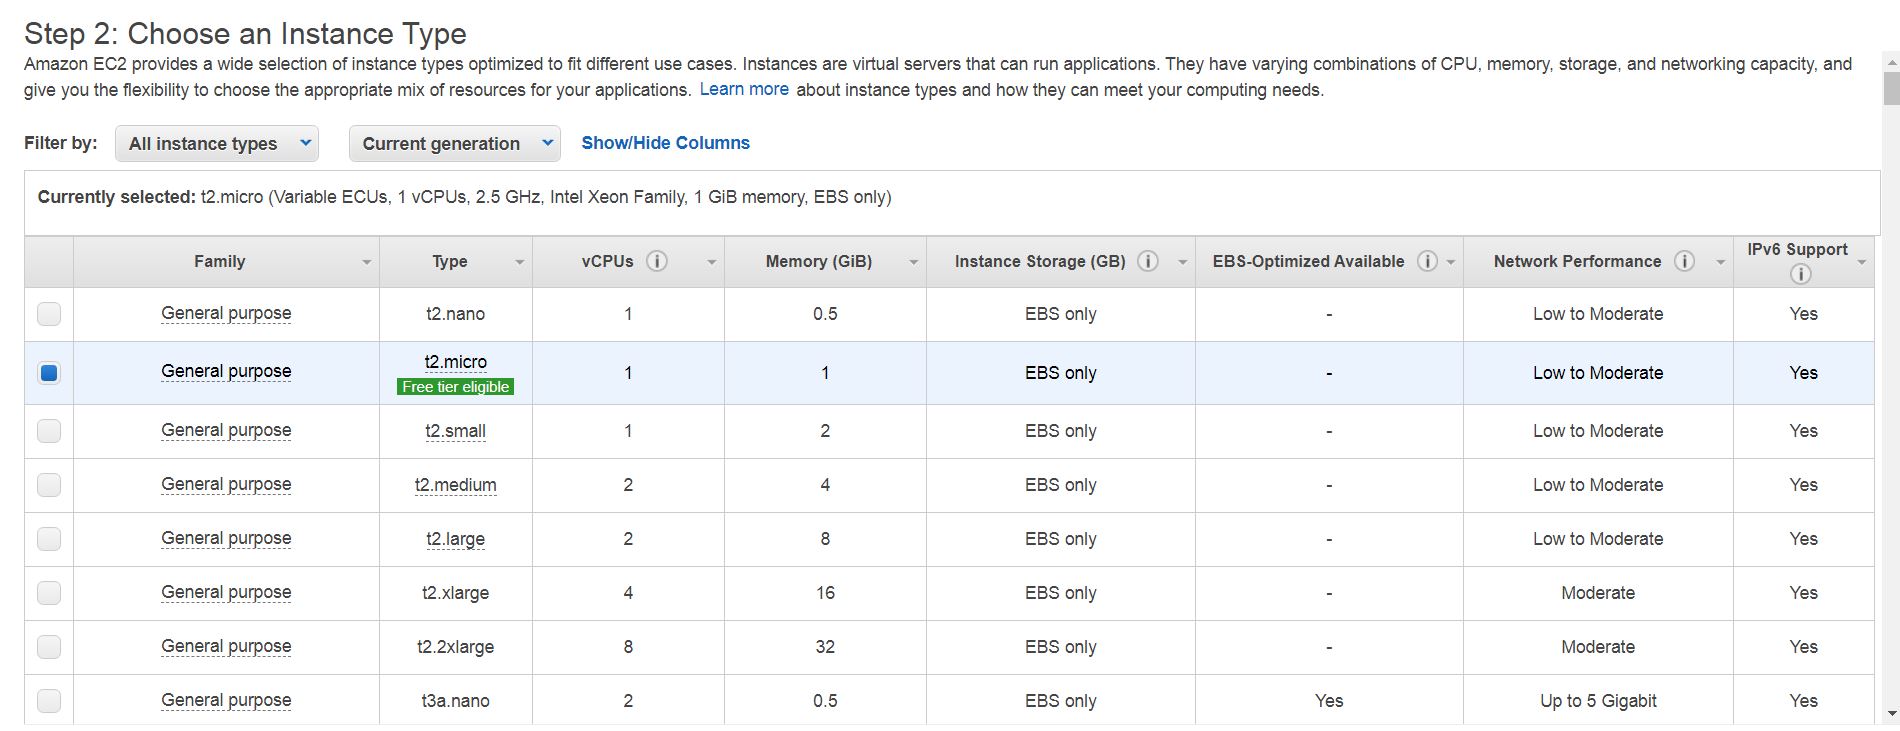 Step 2: Choose an Instance Type
Amazon EC2 provides a wide selection of instance types optimized to fit different use cases. Instances are virtual servers that can run applications. They have varying combinations of CPU, memory, storage, and networking capacity, and
give you the flexibility to choose the appropriate mix of resources for your applications. Learn more about instance types and how they can meet your computing needs.
Filter by: All instance types Current generation Show/Hide Columns
Currently selected: t2.micro (Variable ECUs, 1 vCPUs, 2.5 GHz, Intel Xeon Family, 1 GiB memory, EBS only)
Family Type vCPUs i Memory (GiB) Instance Storage (GB) i EBS-Optimized Available i Network Performance i IPv6 Support i
General purpose t2.nano 1 0.5 EBS only - Low to Moderate Yes
General purpose t2.micro Free tier eligible 1 1 EBS only - Low to Moderate Yes
General purpose t2.small 1 2 EBS only - Low to Moderate Yes
General purpose t2.medium 2 4 EBS only - Low to Moderate Yes
General purpose t2.large 2 8 EBS only - Low to Moderate Yes
General purpose t2.xlarge 4 16 EBS only - Moderate Yes
General purpose t2.2xlarge 8 32 EBS only - Moderate Yes
General purpose t3a.nano 2 0.5 EBS only Yes Up to 5 Gigabit Yes